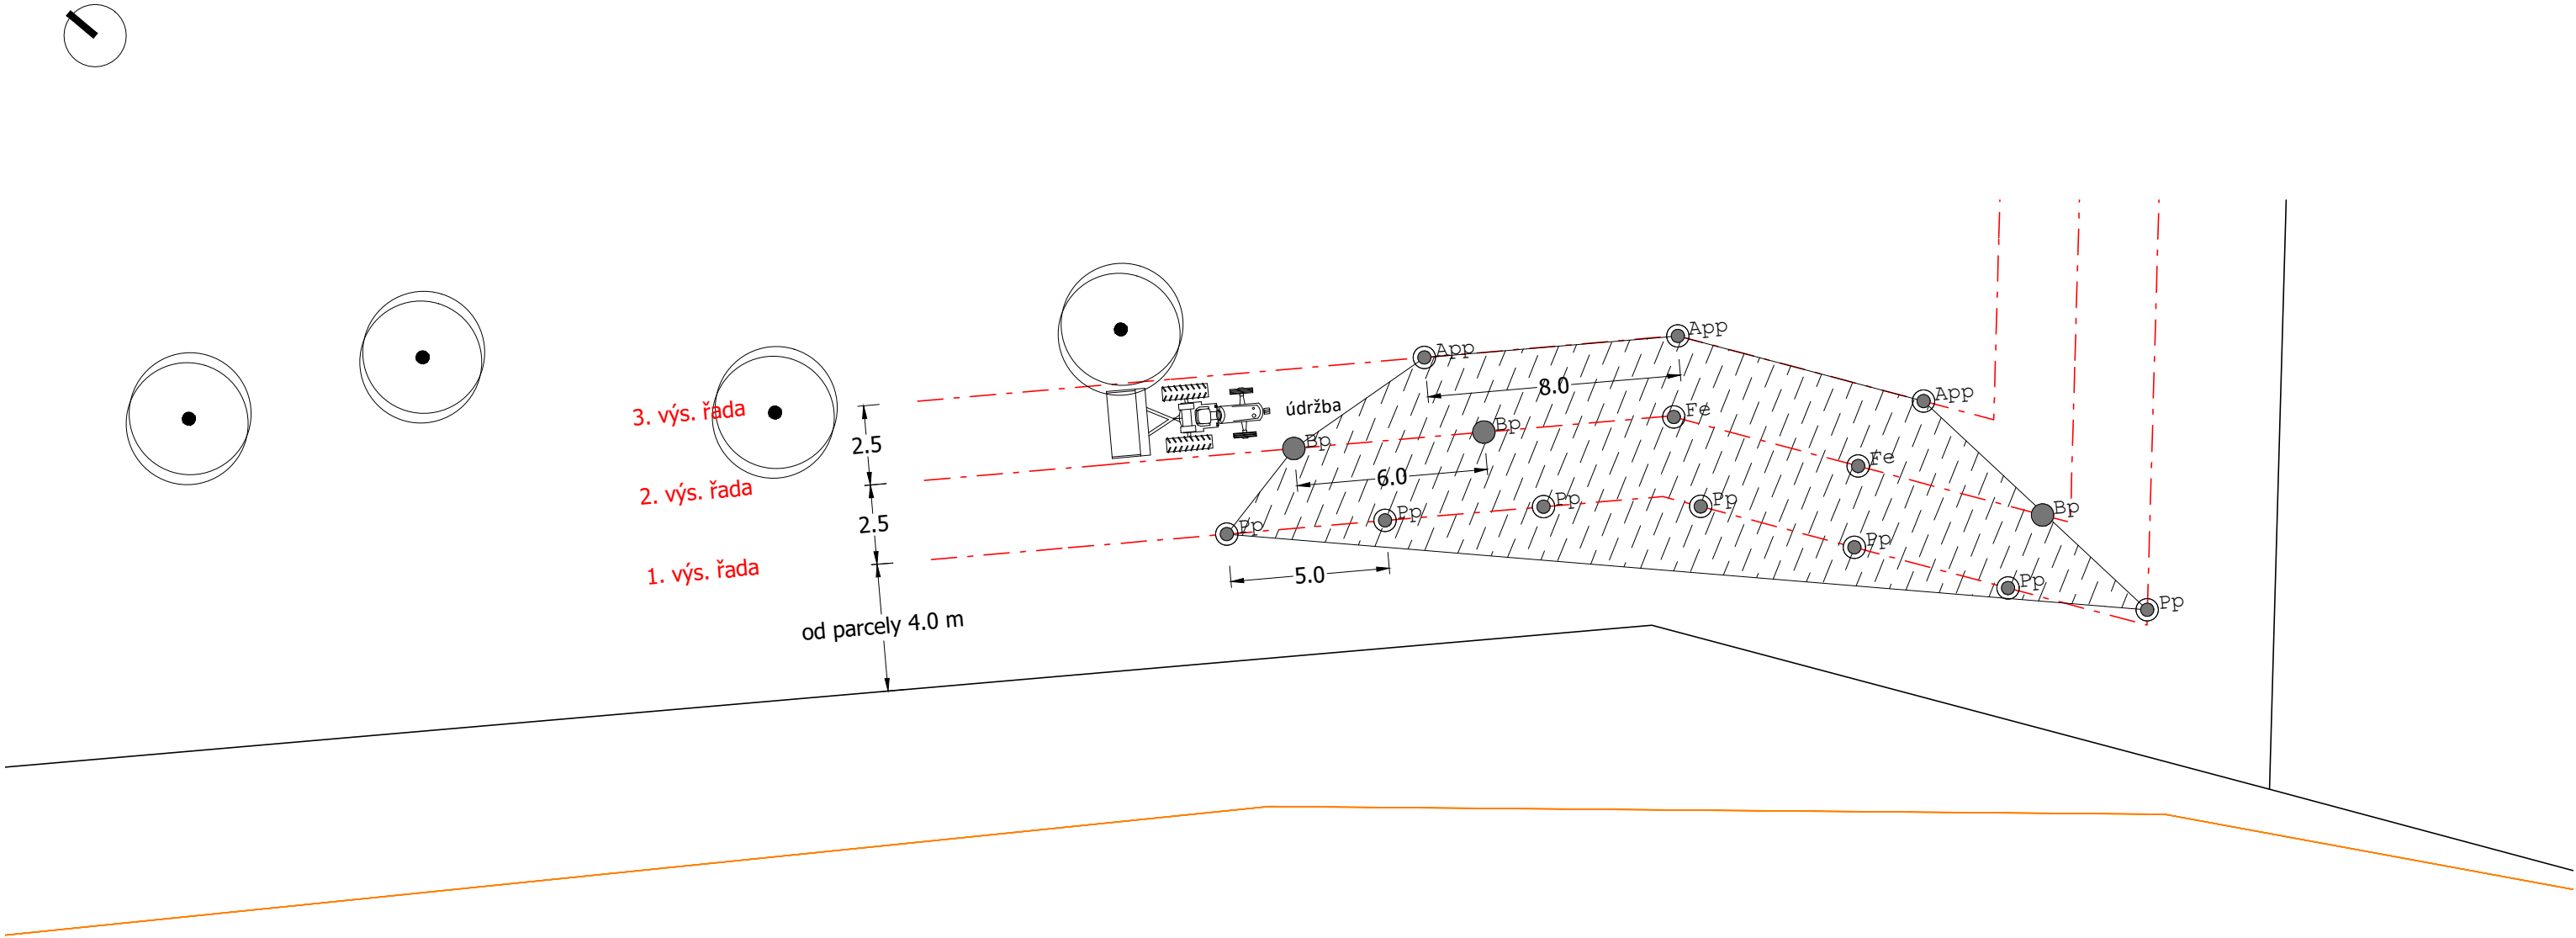 App
App
8.0
App
3. výs. řada
údržba
Fe
2.5
Bp
Bp
Fe
6.0
2. výs. řada
Bp
2.5
Pp
Pp
Pp
Pp
Pp
1. výs. řada
5.0
Pp
Pp
od parcely 4.0 m